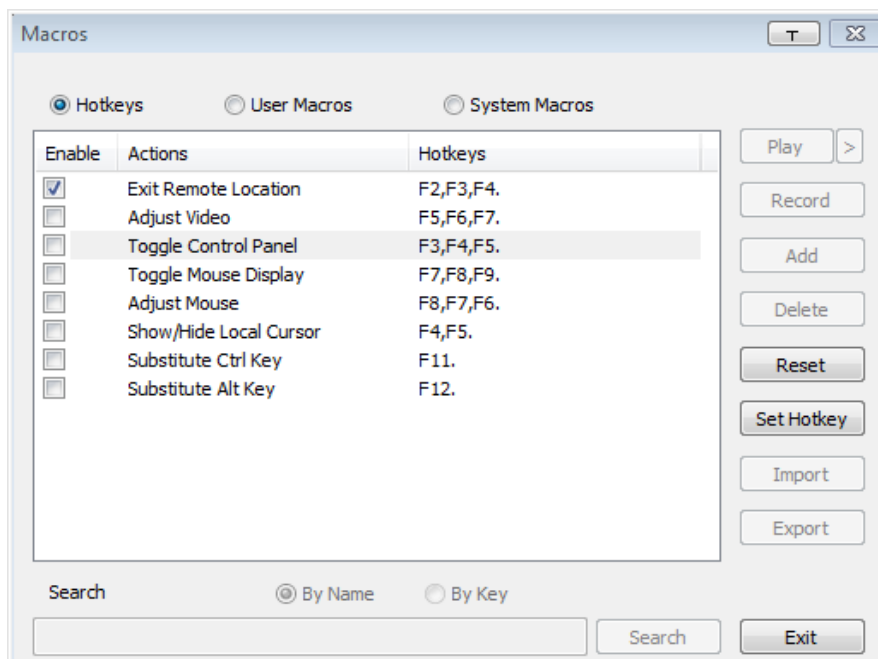 Macros
Hotkeys User Macros System Macros
Enable Actions Hotkeys
Exit Remote Location F2,F3,F4.
Adjust Video F5,F6,F7.
Toggle Control Panel F3,F4,F5.
Toggle Mouse Display F7,F8,F9.
Adjust Mouse F8,F7,F6.
Show/Hide Local Cursor F4,F5.
Substitute Ctrl Key F11.
Substitute Alt Key F12.
Play >
Record
Add
Delete
Reset
Set Hotkey
Import
Export
Search By Name By Key
Search Exit